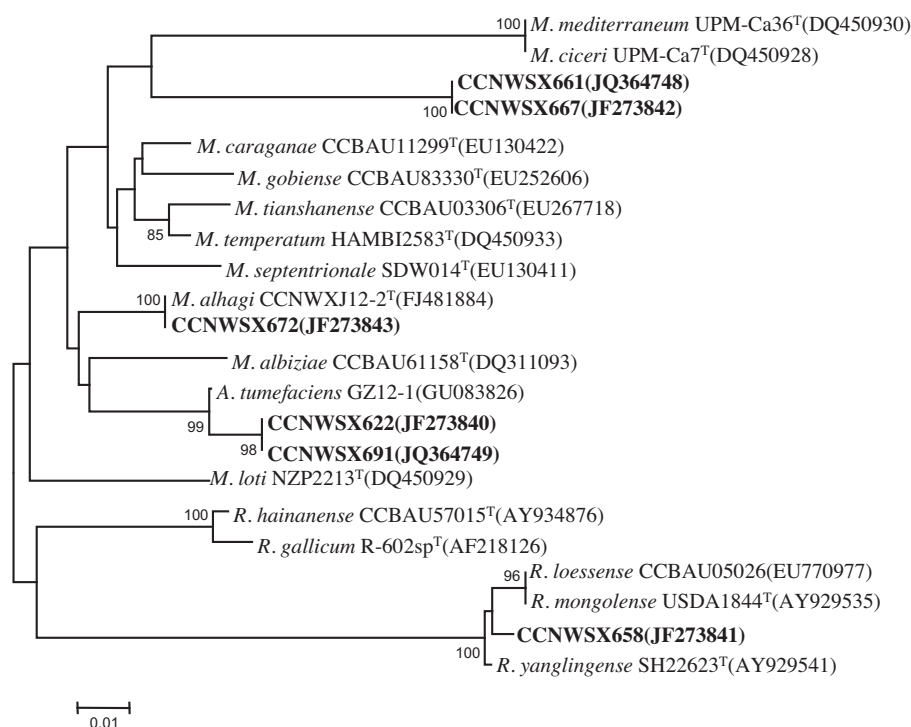 100
M. mediterraneum UPM-Ca36ᵀ(DQ450930)
M. ciceri UPM-Ca7ᵀ(DQ450928)
CCNWSX661(JQ364748)
100
CCNWSX667(JF273842)
M. caraganae CCBAU11299ᵀ(EU130422)
M. gobiense CCBAU83330ᵀ(EU252606)
M. tianshanense CCBAU03306ᵀ(EU267718)
85
M. temperatum HAMBI2583ᵀ(DQ450933)
M. septentrionale SDW014ᵀ(EU130411)
100
M. alhagi CCNWXJ12-2ᵀ(FJ481884)
CCNWSX672(JF273843)
M. albiziae CCBAU61158ᵀ(DQ311093)
A. tumefaciens GZ12-1(GU083826)
99
CCNWSX622(JF273840)
98
CCNWSX691(JQ364749)
M. loti NZP2213ᵀ(DQ450929)
100
R. hainanense CCBAU57015ᵀ(AY934876)
R. gallicum R-602spᵀ(AF218126)
96
R. loessense CCBAU05026(EU770977)
R. mongolense USDA1844ᵀ(AY929535)
CCNWSX658(JF273841)
100
R. yanglingense SH22623ᵀ(AY929541)
0.01